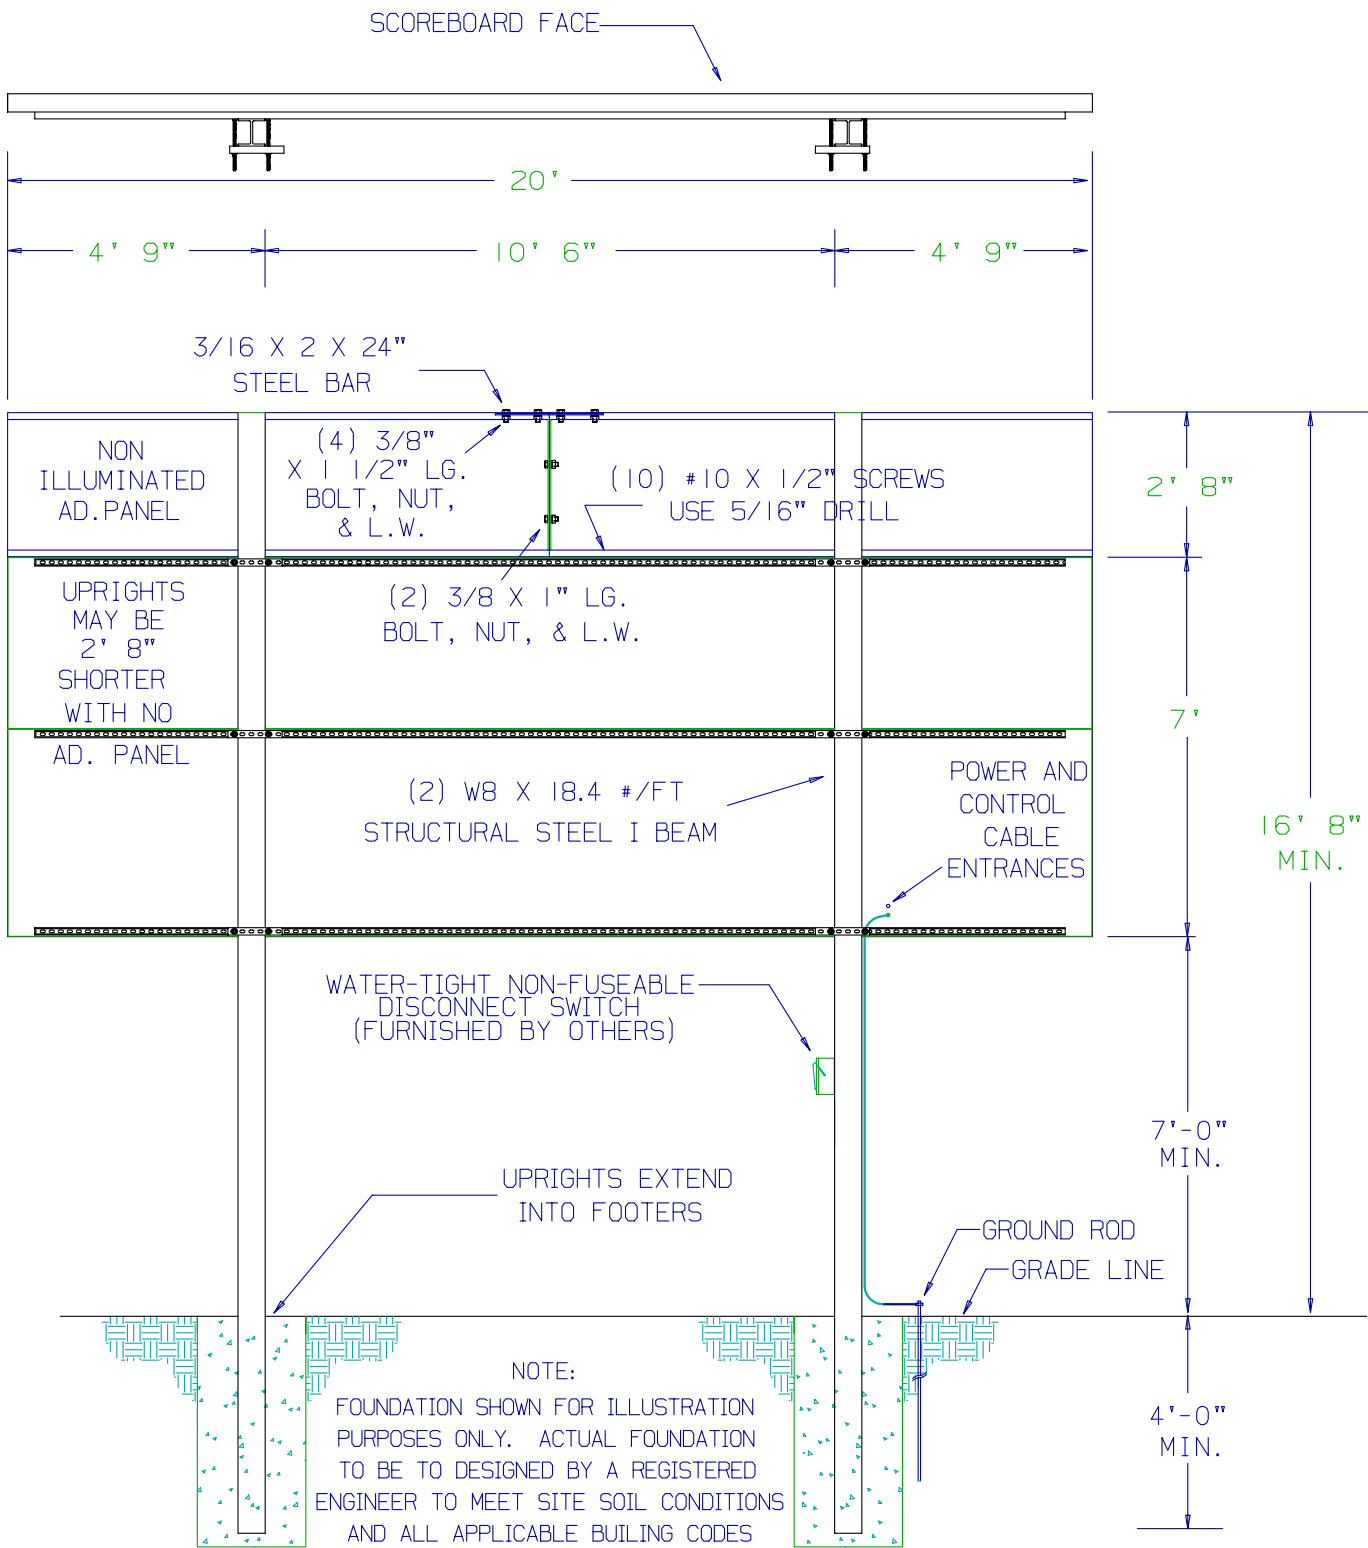 SCOREBOARD FACE
20'
4' 9"
10' 6"
4' 9"
3/16 X 2 X 24"
STEEL BAR
NON
ILLUMINATED
AD.PANEL
(4) 3/8"
X 1 1/2" LG.
BOLT, NUT,
& L.W.
(10) #10 X 1/2" SCREWS
USE 5/16" DRILL
2' 8"
UPRIGHTS
MAY BE
2' 8"
SHORTER
WITH NO
AD. PANEL
(2) 3/8 X 1" LG.
BOLT, NUT, & L.W.
7'
(2) W8 X 18.4 #/FT
STRUCTURAL STEEL I BEAM
POWER AND
CONTROL
CABLE
ENTRANCES
16' 8"
MIN.
WATER-TIGHT NON-FUSEABLE
DISCONNECT SWITCH
(FURNISHED BY OTHERS)
7'-0"
MIN.
UPRIGHTS EXTEND
INTO FOOTERS
GROUND ROD
GRADE LINE
NOTE:
FOUNDATION SHOWN FOR ILLUSTRATION
PURPOSES ONLY. ACTUAL FOUNDATION
TO BE TO DESIGNED BY A REGISTERED
ENGINEER TO MEET SITE SOIL CONDITIONS
AND ALL APPLICABLE BUILING CODES
4'-0"
MIN.